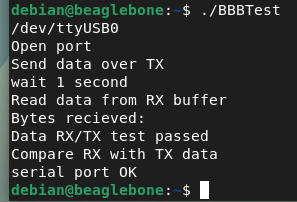 debian@beaglebone:~$ ./BBBTest
/dev/ttyUSB0
Open port
Send data over TX
wait 1 second
Read data from RX buffer
Bytes recieved:
Data RX/TX test passed
Compare RX with TX data
serial port OK
debian@beaglebone:~$